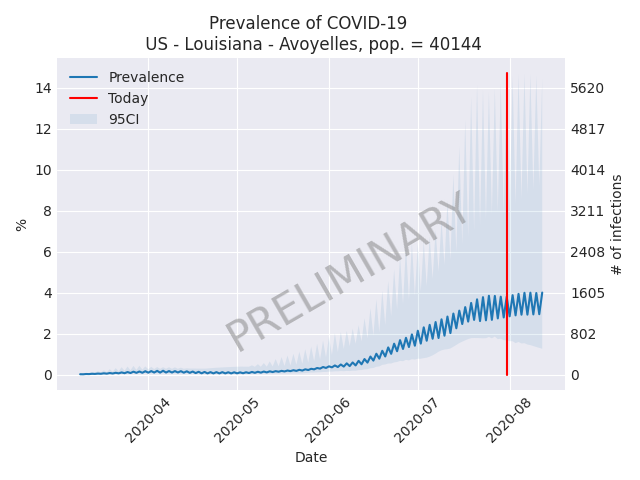 Prevalence of COVID-19
US - Louisiana - Avoyelles, pop. = 40144
Prevalence
Today
95CI
PRELIMINARY
14
12
10
8
6
4
2
0
%
5620
4817
4014
3211
2408
1605
802
0
# of infections
2020-04
2020-05
2020-06
2020-07
2020-08
Date